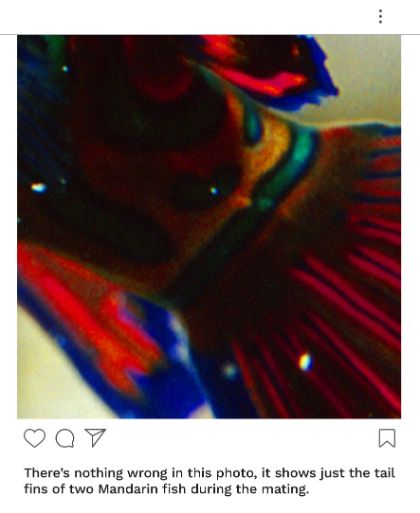 There's nothing wrong in this photo, it shows just the tail
fins of two Mandarin fish during the mating.